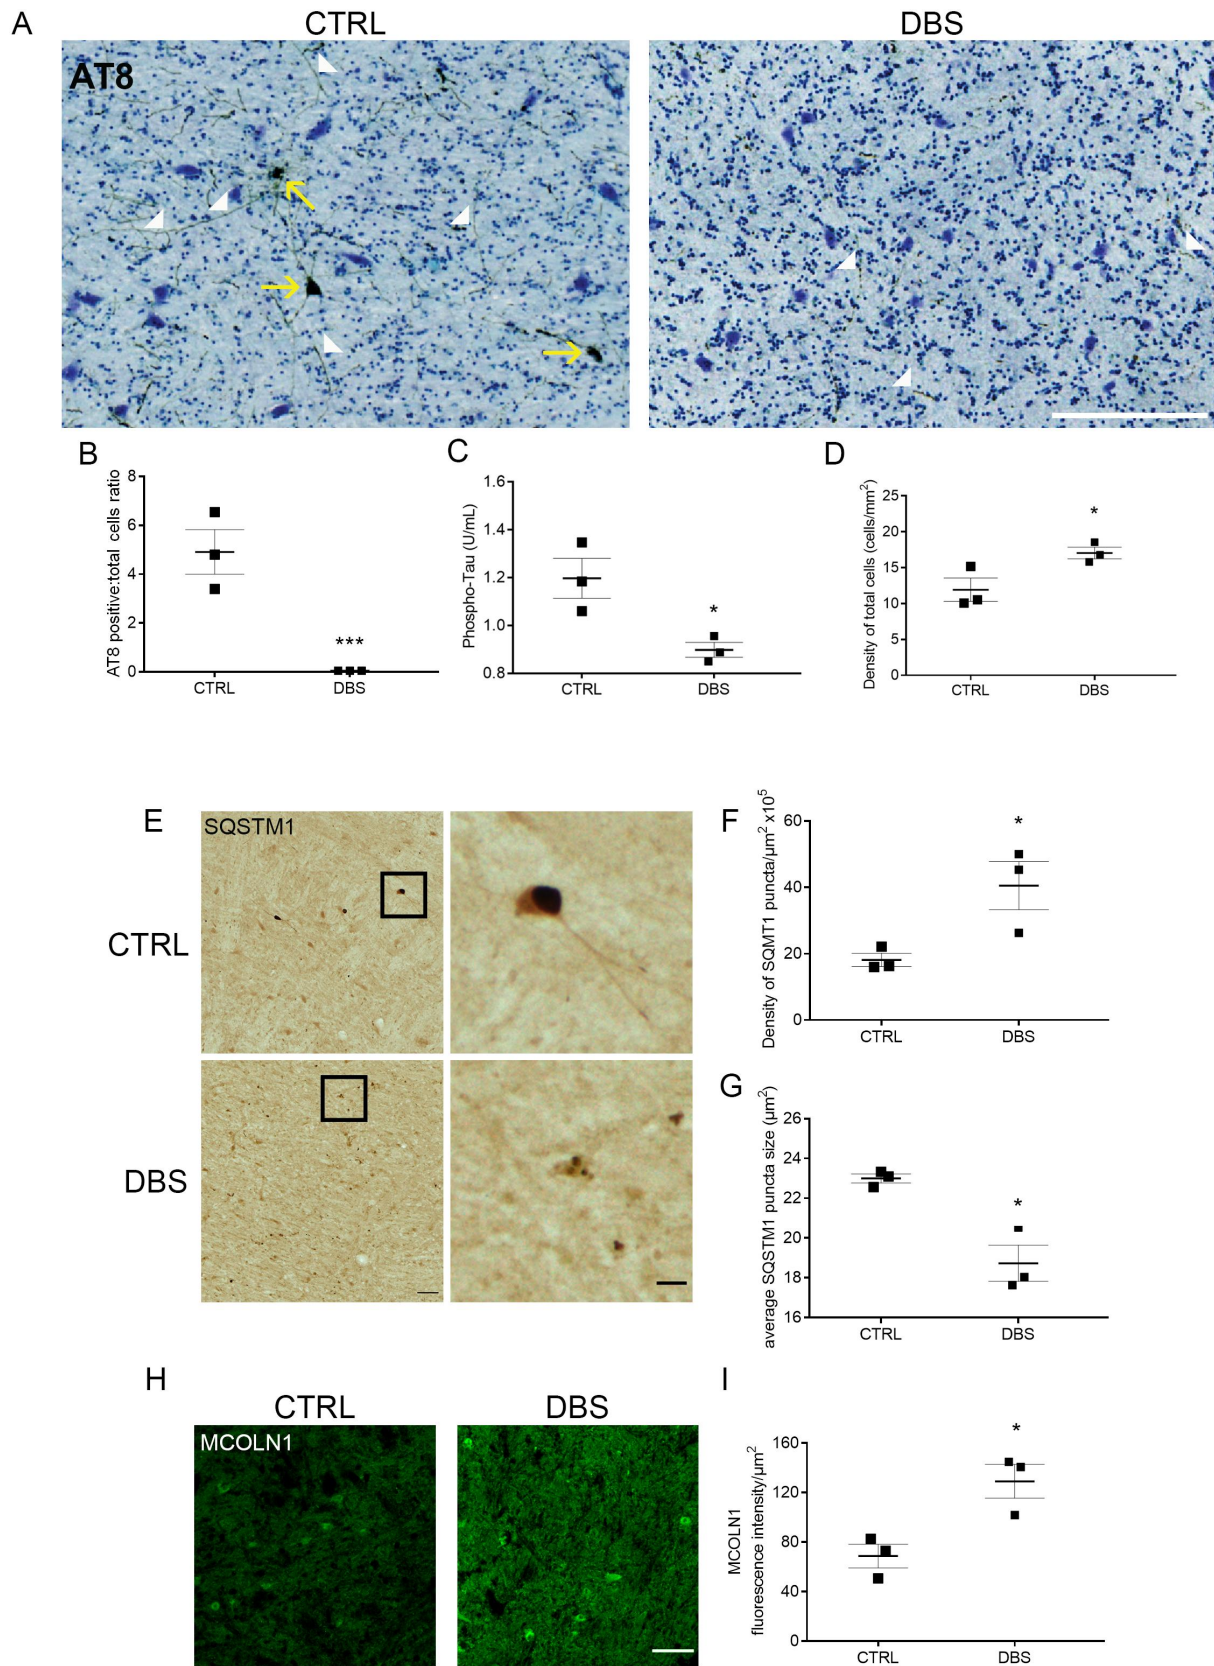 A
CTRL
DBS
AT8
B
AT8 positive:total cells ratio
8
6
4
2
0
***
CTRL
DBS
C
Phospho-Tau (U/mL)
1.6
1.4
1.2
1.0
0.8
*
CTRL
DBS
D
Density of total cells (cells/mm²)
25
20
15
10
5
0
*
CTRL
DBS
E
SQSTM1
CTRL
DBS
F
Density of SQMT1 puncta/µm² x10⁵
60
40
20
0
*
CTRL
DBS
G
average SQSTM1 puncta size (µm²)
26
24
22
20
18
16
*
CTRL
DBS
H
CTRL
DBS
MCOLN1
I
MCOLN1
fluorescence intensity/µm²
160
120
80
40
0
*
CTRL
DBS